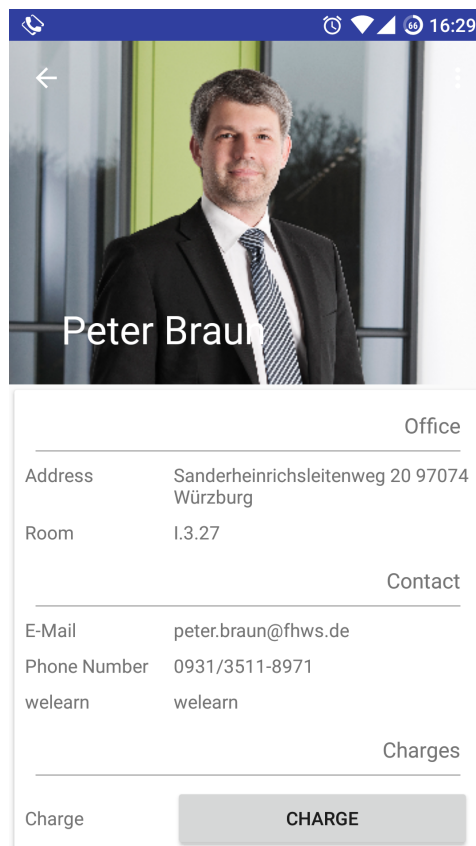 66 16:29
Peter Braun
Office
Address Sanderheinrichsleitenweg 20 97074
Würzburg
Room I.3.27
Contact
E-Mail peter.braun@fhws.de
Phone Number 0931/3511-8971
welearn welearn
Charges
Charge CHARGE